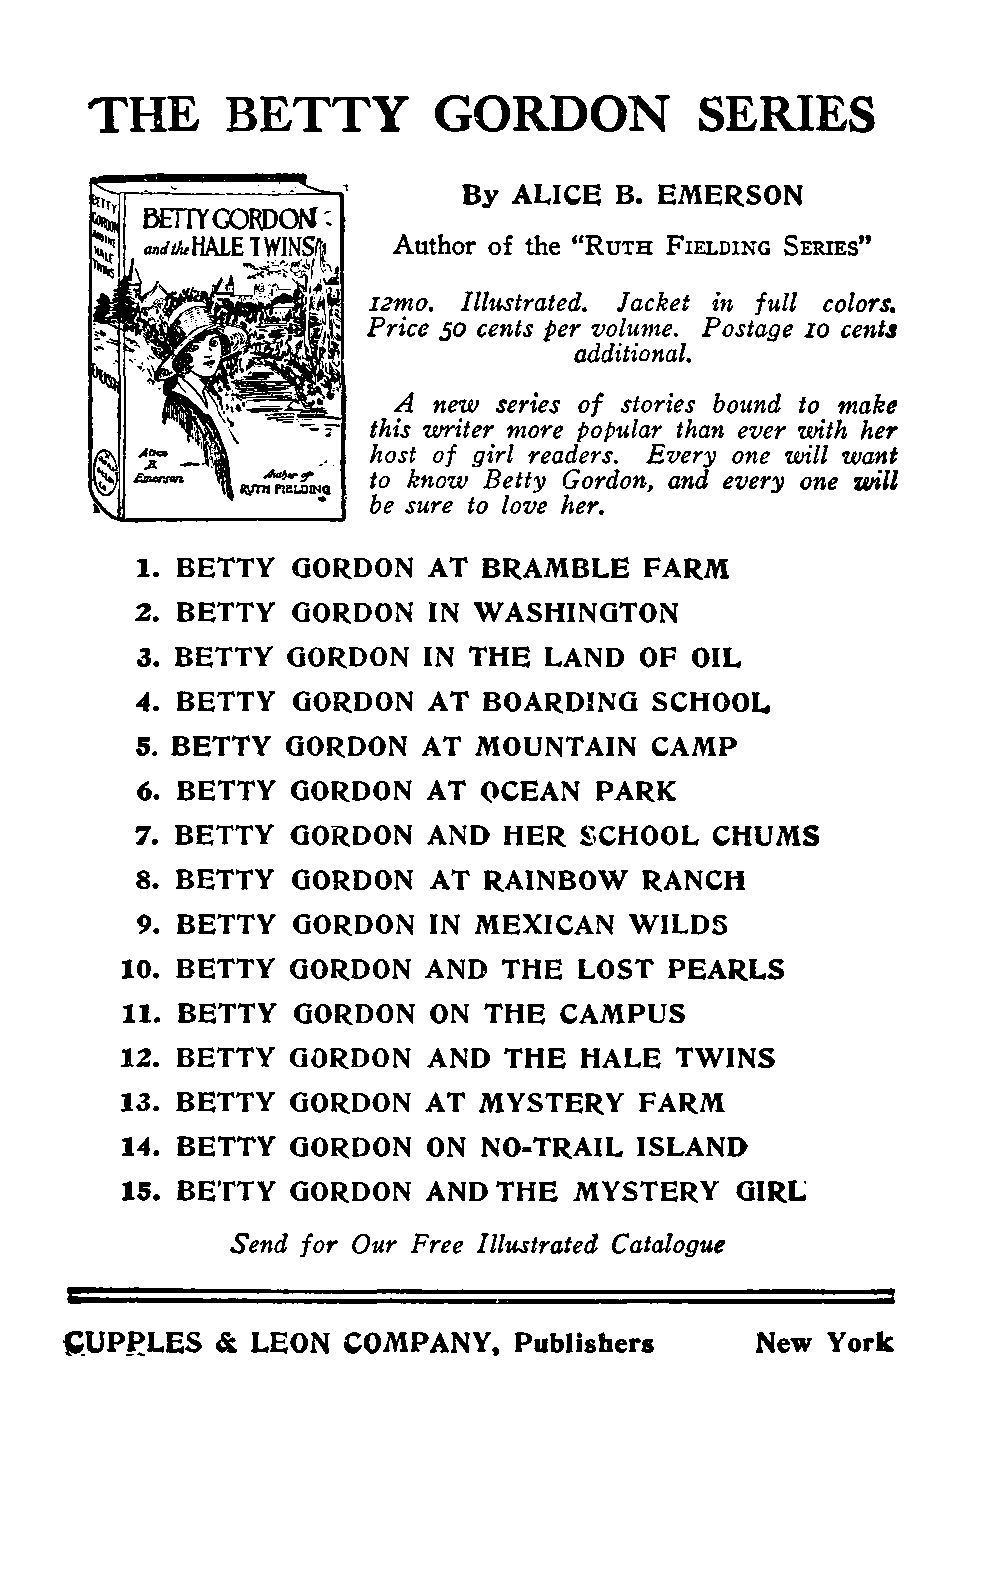 THE BETTY GORDON SERIES
BETTY GORDON
and the HALE TWINS
BETTY
GORDON
AND THE
HALE
TWINS
EMERSON
Alice
B.
Emerson
Author of
RUTH FIELDING
By ALICE B. EMERSON
Author of the “RUTH FIELDING SERIES”
12mo. Illustrated. Jacket in full colors.
Price 50 cents per volume. Postage 10 cents
additional.
A new series of stories bound to make
this writer more popular than ever with her
host of girl readers. Every one will want
to know Betty Gordon, and every one will
be sure to love her.
1. BETTY GORDON AT BRAMBLE FARM
2. BETTY GORDON IN WASHINGTON
3. BETTY GORDON IN THE LAND OF OIL
4. BETTY GORDON AT BOARDING SCHOOL
5. BETTY GORDON AT MOUNTAIN CAMP
6. BETTY GORDON AT OCEAN PARK
7. BETTY GORDON AND HER SCHOOL CHUMS
8. BETTY GORDON AT RAINBOW RANCH
9. BETTY GORDON IN MEXICAN WILDS
10. BETTY GORDON AND THE LOST PEARLS
11. BETTY GORDON ON THE CAMPUS
12. BETTY GORDON AND THE HALE TWINS
13. BETTY GORDON AT MYSTERY FARM
14. BETTY GORDON ON NO-TRAIL ISLAND
15. BETTY GORDON AND THE MYSTERY GIRL
Send for Our Free Illustrated Catalogue
CUPPLES & LEON COMPANY, Publishers New York